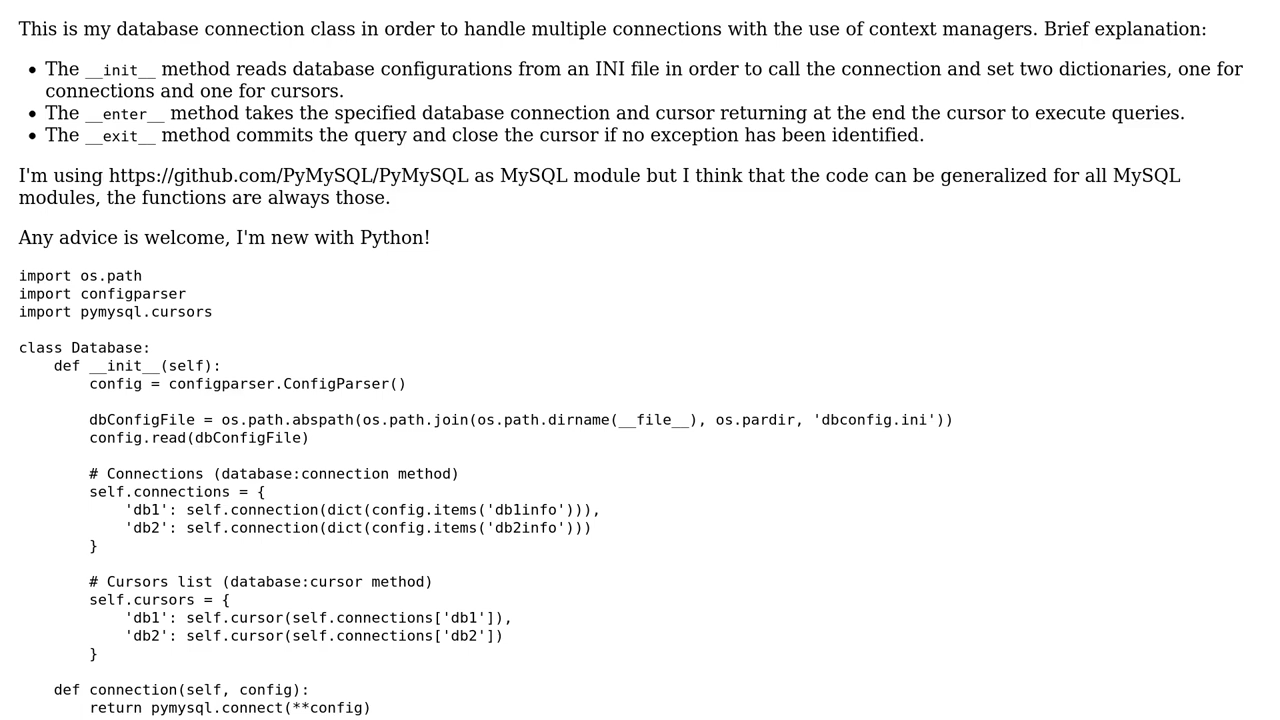 This is my database connection class in order to handle multiple connections with the use of context managers. Brief explanation:
• The __init__ method reads database configurations from an INI file in order to call the connection and set two dictionaries, one for
connections and one for cursors.
• The __enter__ method takes the specified database connection and cursor returning at the end the cursor to execute queries.
• The __exit__ method commits the query and close the cursor if no exception has been identified.
I'm using https://github.com/PyMySQL/PyMySQL as MySQL module but I think that the code can be generalized for all MySQL
modules, the functions are always those.
Any advice is welcome, I'm new with Python!
import os.path
import configparser
import pymysql.cursors
class Database:
    def __init__(self):
        config = configparser.ConfigParser()
        dbConfigFile = os.path.abspath(os.path.join(os.path.dirname(__file__), os.pardir, 'dbconfig.ini'))
        config.read(dbConfigFile)
        # Connections (database:connection method)
        self.connections = {
            'db1': self.connection(dict(config.items('db1info'))),
            'db2': self.connection(dict(config.items('db2info')))
        }
        # Cursors list (database:cursor method)
        self.cursors = {
            'db1': self.cursor(self.connections['db1']),
            'db2': self.cursor(self.connections['db2'])
        }
    def connection(self, config):
        return pymysql.connect(**config)